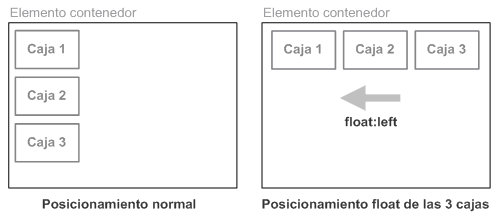 Elemento contenedor
Caja 1
Caja 2
Caja 3
Posicionamiento normal
Elemento contenedor
Caja 1 Caja 2 Caja 3
float:left
Posicionamiento float de las 3 cajas